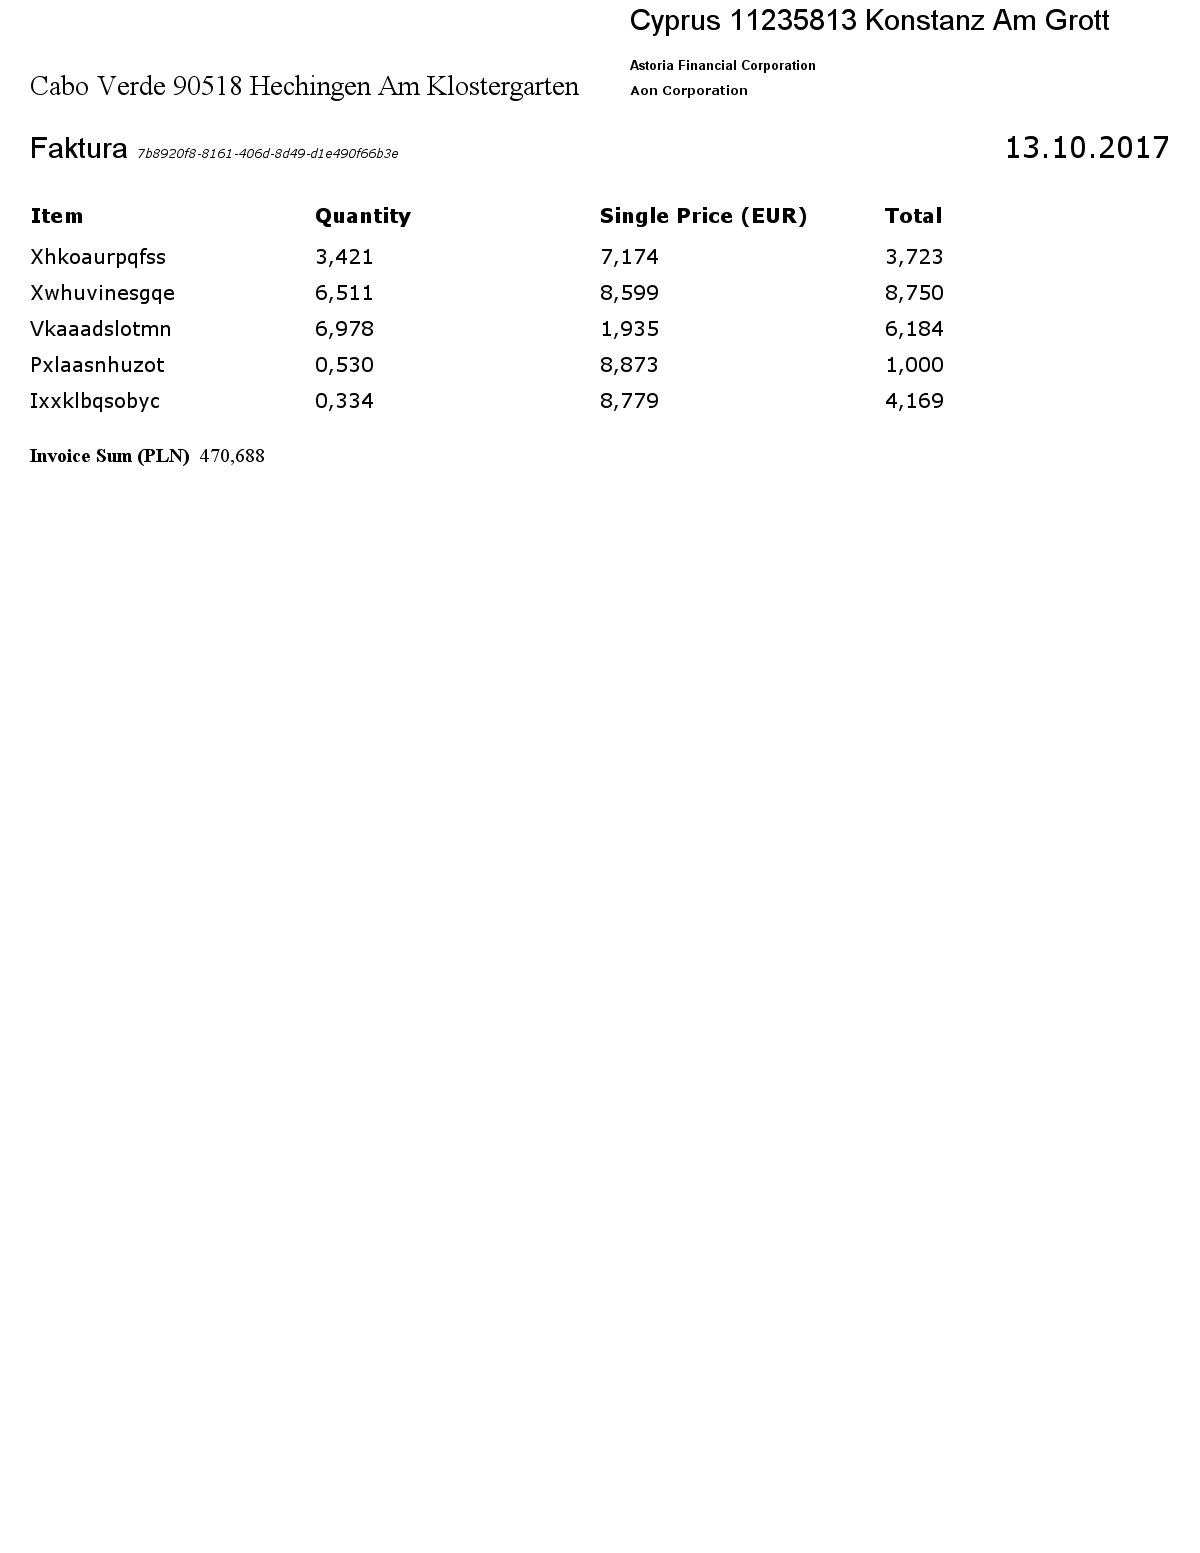 Cyprus 11235813 Konstanz Am Grott
Cabo Verde 90518 Hechingen Am Klostergarten
Astoria Financial Corporation
Aon Corporation
Faktura 7b8920f8-8161-406d-8d49-d1e490f66b3e 13.10.2017
Item Quantity Single Price (EUR) Total
Xhkoaurpqfss 3,421 7,174 3,723
Xwhuvinesgqe 6,511 8,599 8,750
Vkaaadslotmn 6,978 1,935 6,184
Pxlaasnhuzot 0,530 8,873 1,000
Ixxklbqsobyc 0,334 8,779 4,169
Invoice Sum (PLN) 470,688